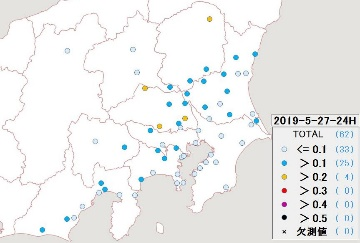 2019-5-27-24H
TOTAL (62)
<= 0.1 (33)
> 0.1 (25)
> 0.2 ( 4)
> 0.3 ( 0)
> 0.4 ( 0)
> 0.5 ( 0)
× 欠測値 ( 0)